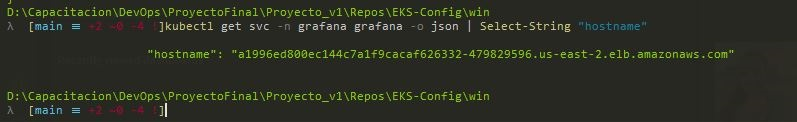 D:\Capacitacion\DevOps\ProyectoFinal\Proyecto_v1\Repos\EKS-Config\win
λ [main ≡ +2 ~0 -4 !]kubectl get svc -n grafana grafana -o json | Select-String "hostname"
"hostname": "a1996ed800ec144c7a1f9cacaf626332-479829596.us-east-2.elb.amazonaws.com"
D:\Capacitacion\DevOps\ProyectoFinal\Proyecto_v1\Repos\EKS-Config\win
λ [main ≡ +2 ~0 -4 !]